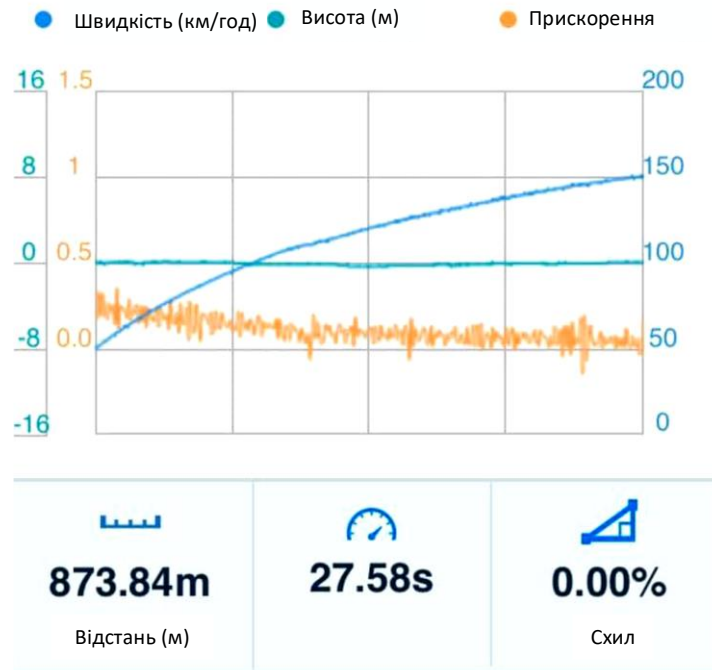 Швидкість (км/год) Висота (м) Прискорення
16 1.5 200
8 1 150
0 0.5 100
-8 0.0 50
-16 0
873.84m 27.58s 0.00%
Відстань (м) Схил